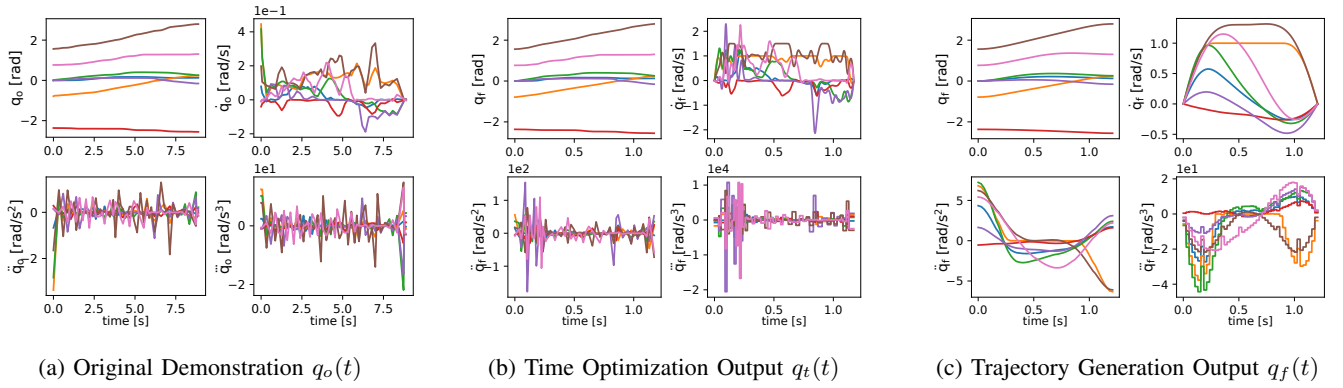 4e−1
q_o [rad]
2
0
−2
0.0 2.5 5.0 7.5
q̇_o [rad/s]
4
2
0
−2
0.0 2.5 5.0 7.5
q̈_q [rad/s²]
0
−2
0.0 2.5 5.0 7.5
time [s]
1e1
q̈_o [rad/s³]
0
−2
0.0 2.5 5.0 7.5
time [s]
(a) Original Demonstration q_o(t)
q_f [rad]
2
0
−2
0.0 0.5 1.0
q̇_f [rad/s]
2
1
0
−1
−2
0.0 0.5 1.0
1e2
q̈_f [rad/s²]
1
0
−1
0.0 0.5 1.0
time [s]
1e4
q̈_f [rad/s³]
1
0
−1
0.0 0.5 1.0
time [s]
(b) Time Optimization Output q_t(t)
q_f [rad]
2
0
−2
0.0 0.5 1.0
q̇_f [rad/s]
1.0
0.5
0.0
−0.5
0.0 0.5 1.0
q̈_f [rad/s²]
5
0
−5
0.0 0.5 1.0
time [s]
1e1
q̈_f [rad/s³]
2
0
−2
−4
0.0 0.5 1.0
time [s]
(c) Trajectory Generation Output q_f(t)